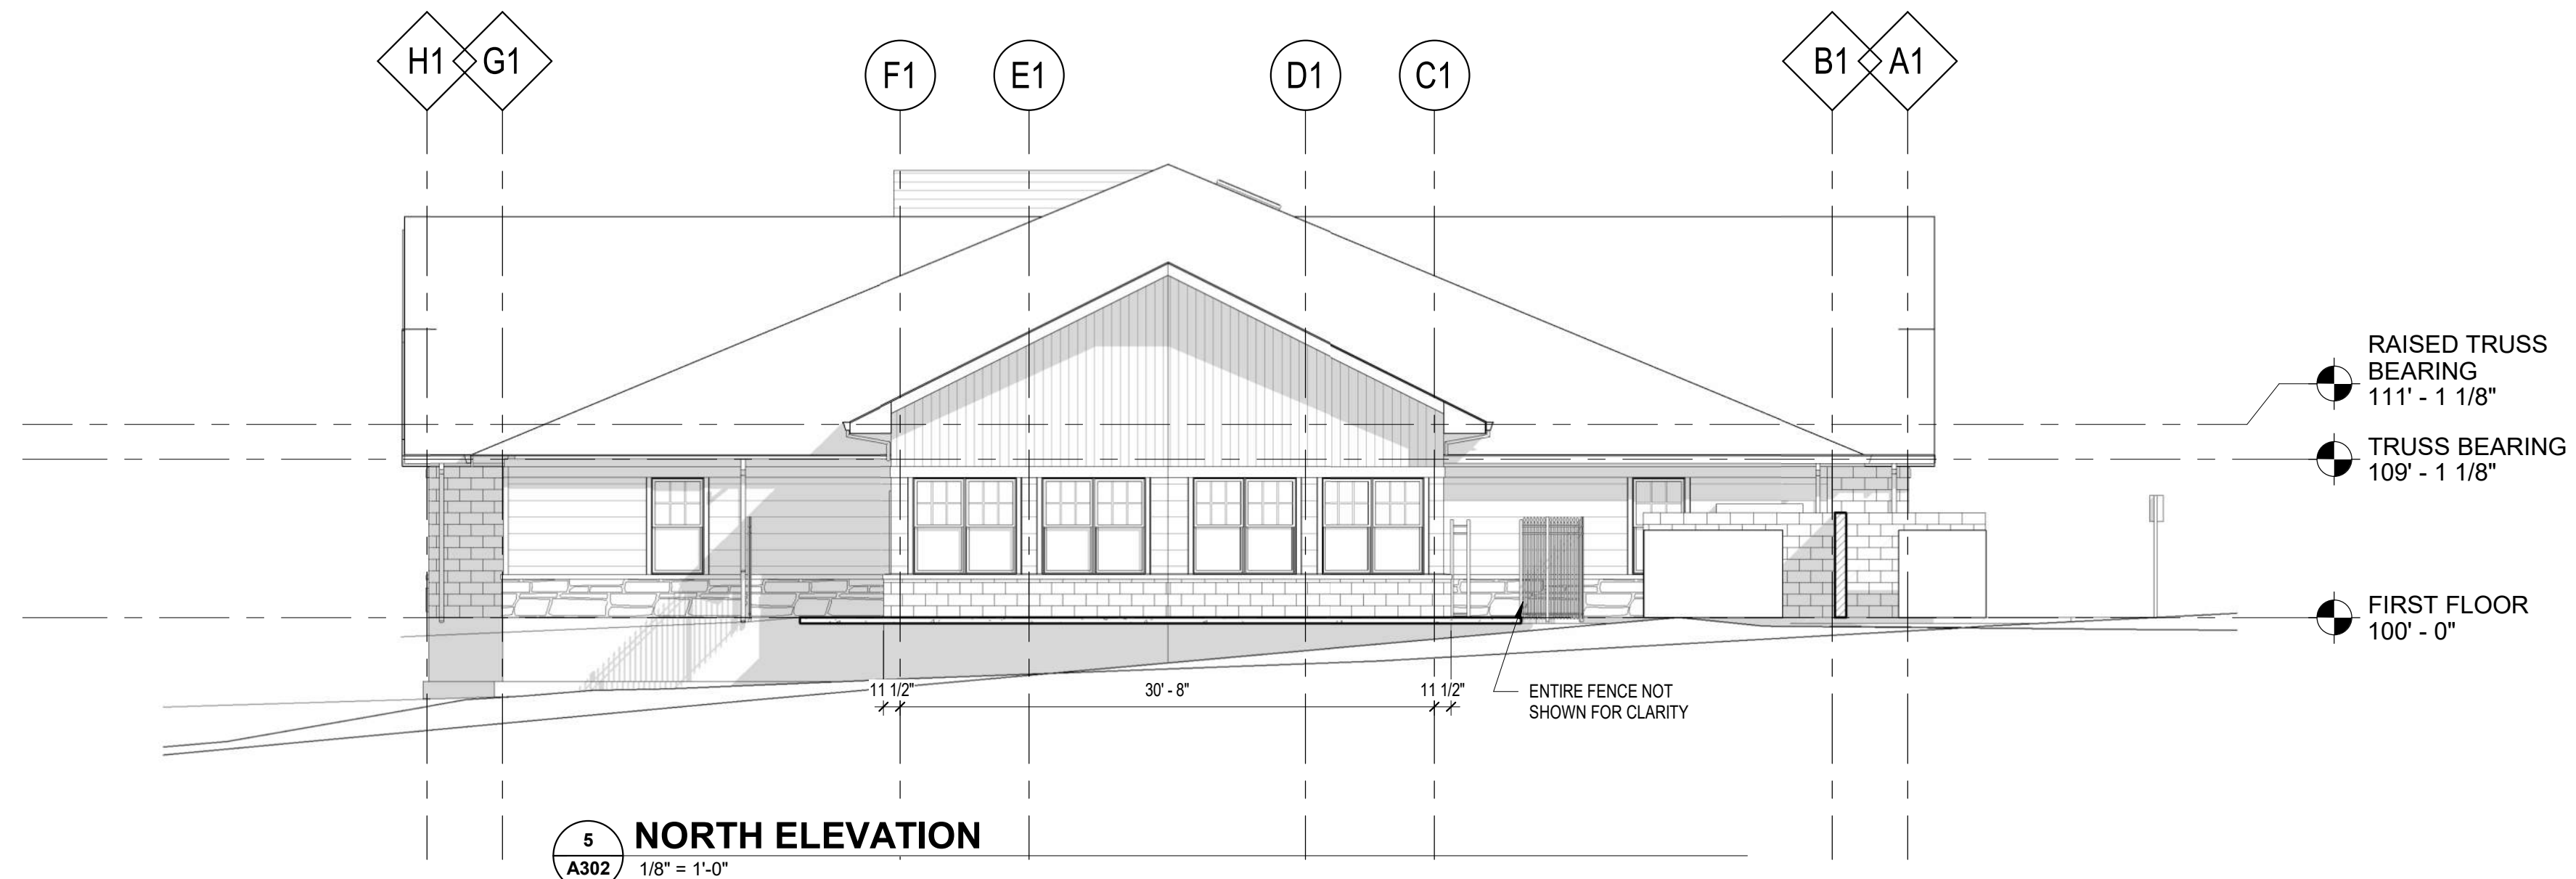 H1
G1
F1
E1
D1
C1
B1
A1
RAISED TRUSS
BEARING
111' - 1 1/8"
TRUSS BEARING
109' - 1 1/8"
FIRST FLOOR
100' - 0"
11 1/2"
30' - 8"
11 1/2"
ENTIRE FENCE NOT
SHOWN FOR CLARITY
5
A302
NORTH ELEVATION
1/8" = 1'-0"